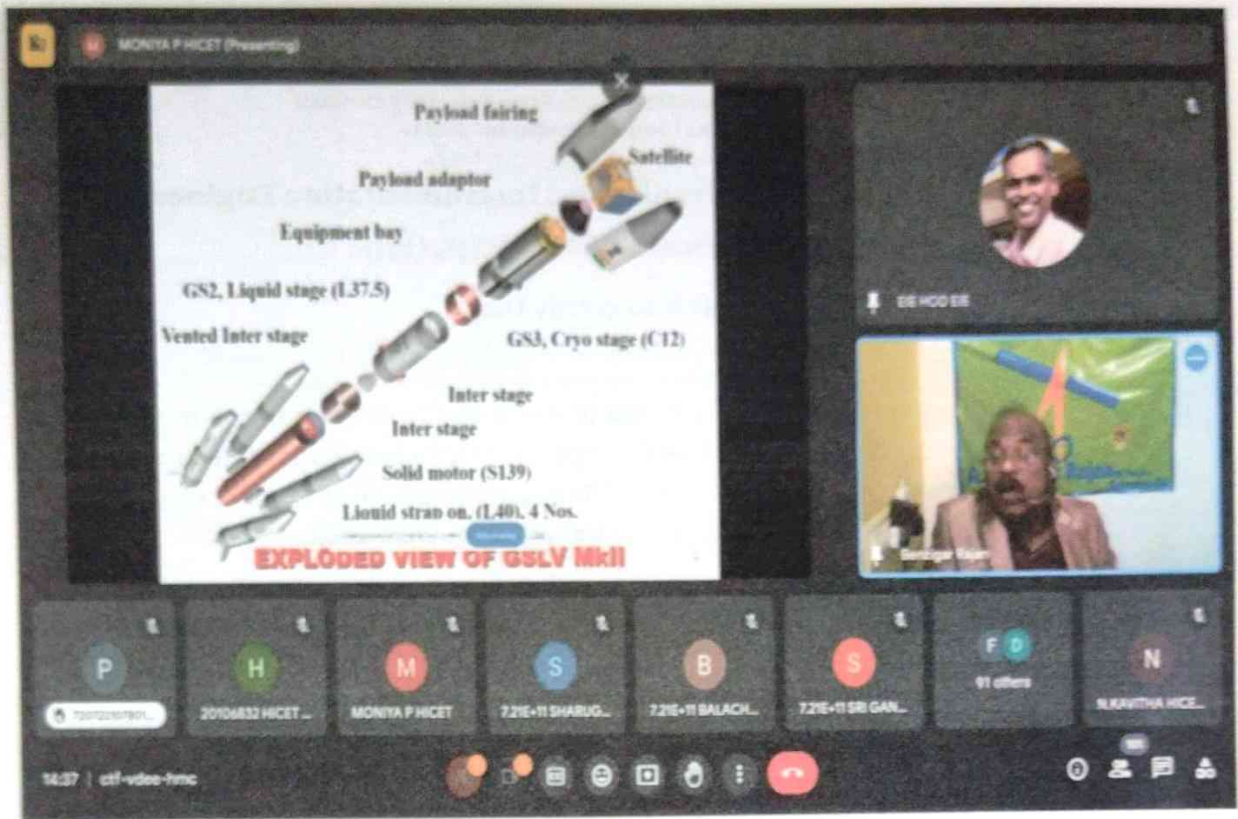 MONIYA P HICET (Presenting)
Payload fairing
Satellite
Payload adaptor
Equipment bay
GS2, Liquid stage (L37.5)
Vented Inter stage
GS3, Cryo stage (C12)
Inter stage
Inter stage
Solid motor (S139)
Liquid strap on, (L40), 4 Nos.
EXPLODED VIEW OF GSLV MkII
EIE HOD EIE
Rajan
P
H
M
S
B
S
F D
N
91 others
20106832 HICET ...
MONIYA P HICET
7.21E+11 SHARUG...
7.21E+11 BALACH...
7.21E+11 SRI GAN...
N.KAVITHA HICE...
14:37 | ctf-vdee-hmc